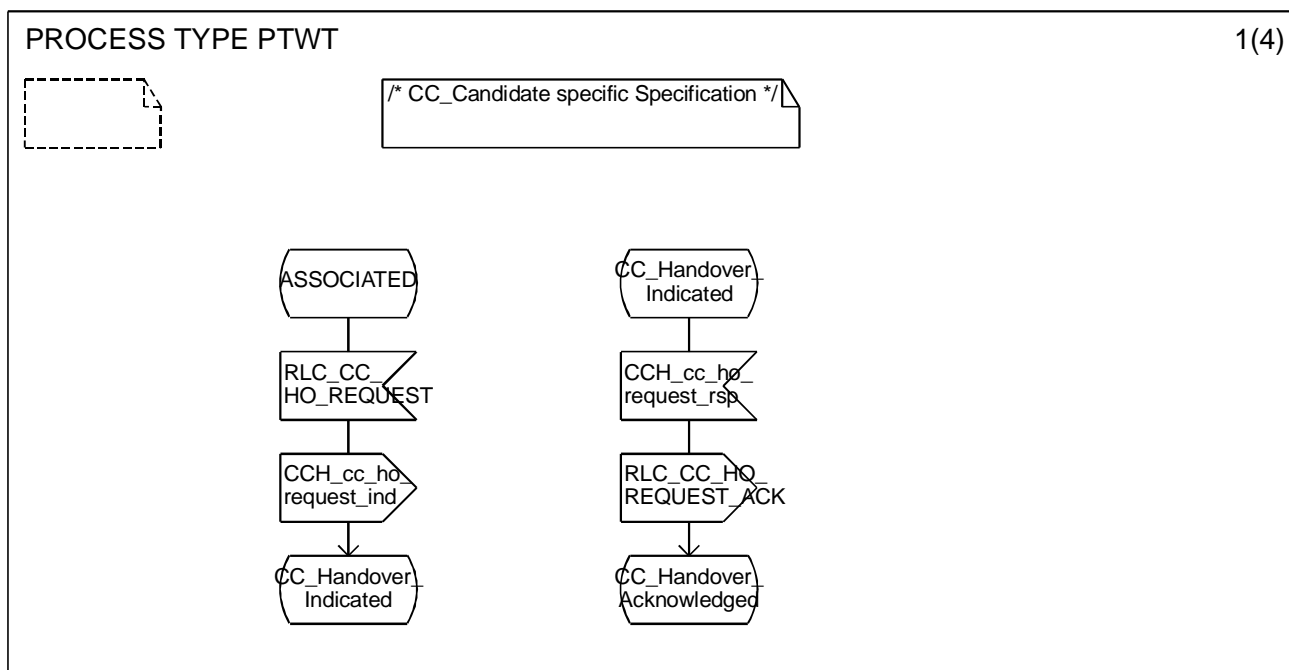 PROCESS TYPE PTWT
1(4)
/* CC_Candidate specific Specification */
ASSOCIATED
RLC_CC_
HO_REQUEST
CCH_cc_ho_
request_ind
CC_Handover_
Indicated
CC_Handover_
Indicated
CCH_cc_ho_
request_rsp
RLC_CC_HO_
REQUEST_ACK
CC_Handover_
Acknowledged